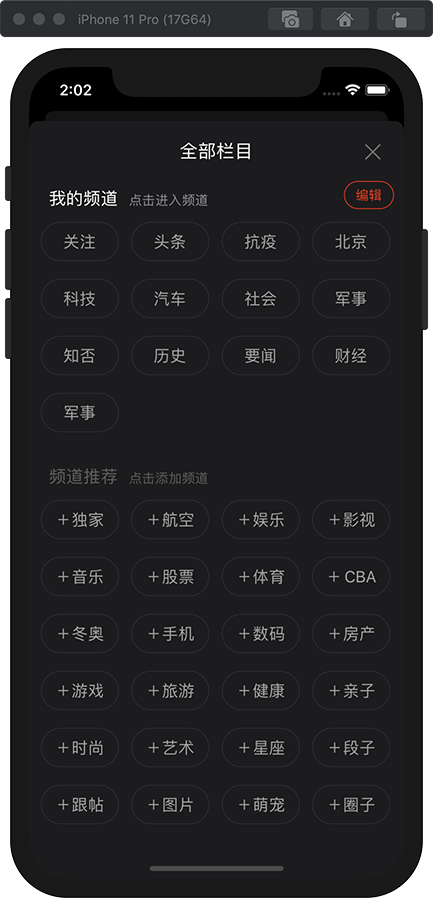 iPhone 11 Pro (17G64)
2:02
全部栏目
我的频道 点击进入频道 编辑
关注 头条 抗疫 北京
科技 汽车 社会 军事
知否 历史 要闻 财经
军事
频道推荐 点击添加频道
+独家 +航空 +娱乐 +影视
+音乐 +股票 +体育 + CBA
+冬奥 +手机 +数码 +房产
+游戏 +旅游 +健康 +亲子
+时尚 +艺术 +星座 +段子
+跟帖 +图片 +萌宠 +圈子